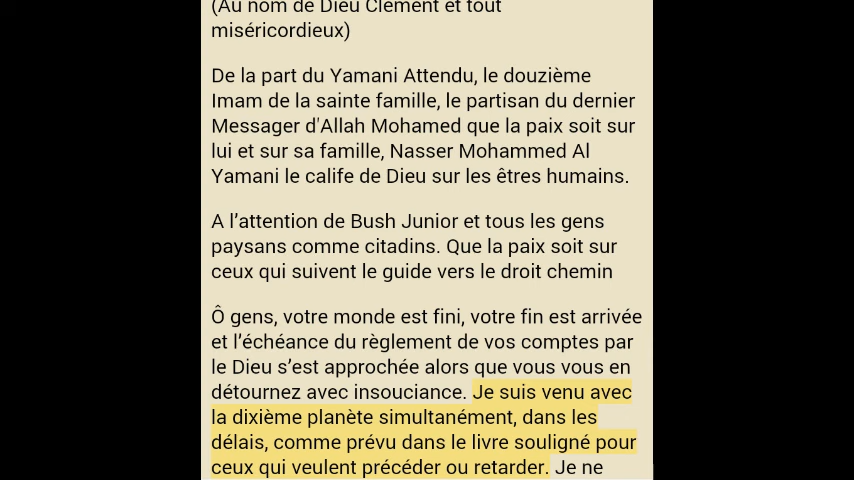 (Au nom de Dieu Clément et tout
miséricordieux)
De la part du Yamani Attendu, le douzième
Imam de la sainte famille, le partisan du dernier
Messager d'Allah Mohamed que la paix soit sur
lui et sur sa famille, Nasser Mohammed Al
Yamani le calife de Dieu sur les êtres humains.
A l’attention de Bush Junior et tous les gens
paysans comme citadins. Que la paix soit sur
ceux qui suivent le guide vers le droit chemin
Ô gens, votre monde est fini, votre fin est arrivée
et l’échéance du règlement de vos comptes par
le Dieu s’est approchée alors que vous vous en
détournez avec insouciance. Je suis venu avec
la dixième planète simultanément, dans les
délais, comme prévu dans le livre souligné pour
ceux qui veulent précéder ou retarder. Je ne